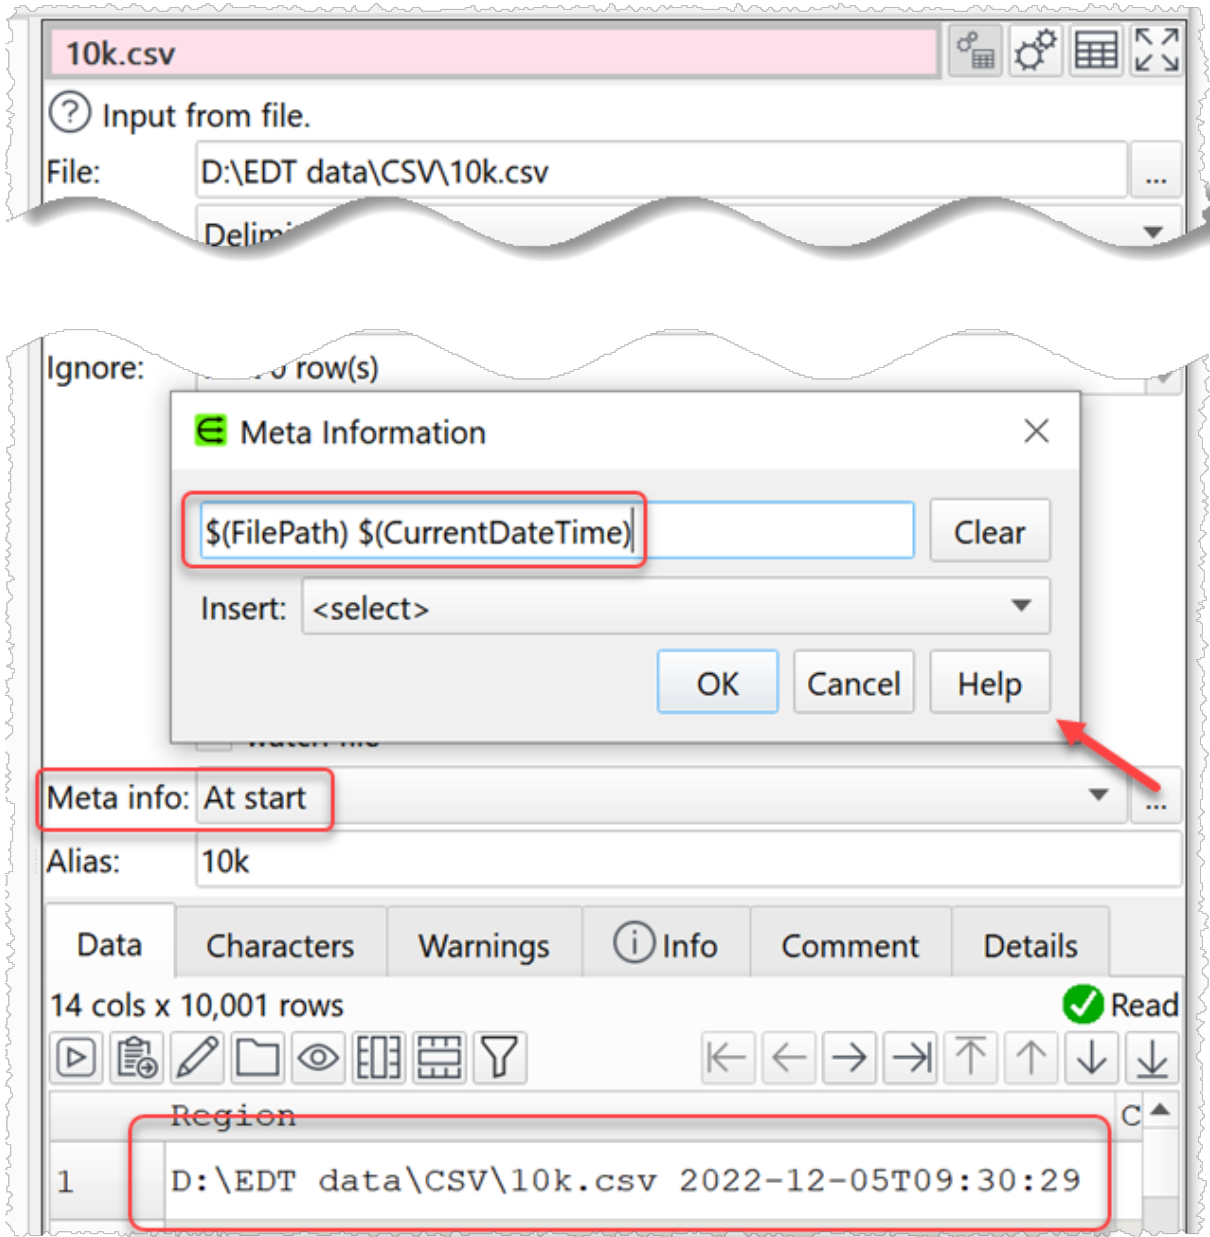 10k.csv
Input from file.
File: D:\EDT data\CSV\10k.csv ...
Ignore: row(s)
Meta Information
$(FilePath) $(CurrentDateTime) Clear
Insert: <select>
OK Cancel Help
Meta info: At start ...
Alias: 10k
Data Characters Warnings Info Comment Details
14 cols x 10,001 rows Read
Region C
1 D:\EDT data\CSV\10k.csv 2022-12-05T09:30:29